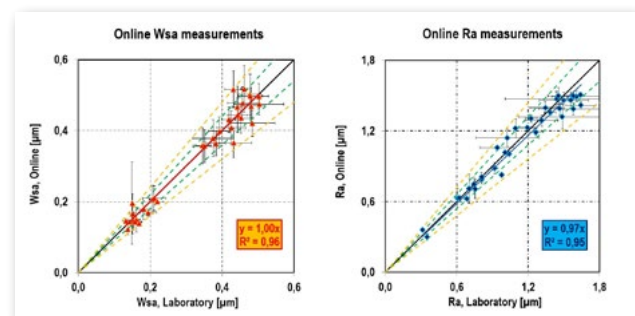 Online Wsa measurements
0,6
0,4
0,2
0,0
0,0
0,2
0,4
0,6
Wsa, Online [µm]
Wsa, Laboratory [µm]
y = 1,00x
R² = 0,96
Online Ra measurements
1,8
1,2
0,6
0,0
0,0
0,6
1,2
1,8
Ra, Online [µm]
Ra, Laboratory [µm]
y = 0,97x
R² = 0,95